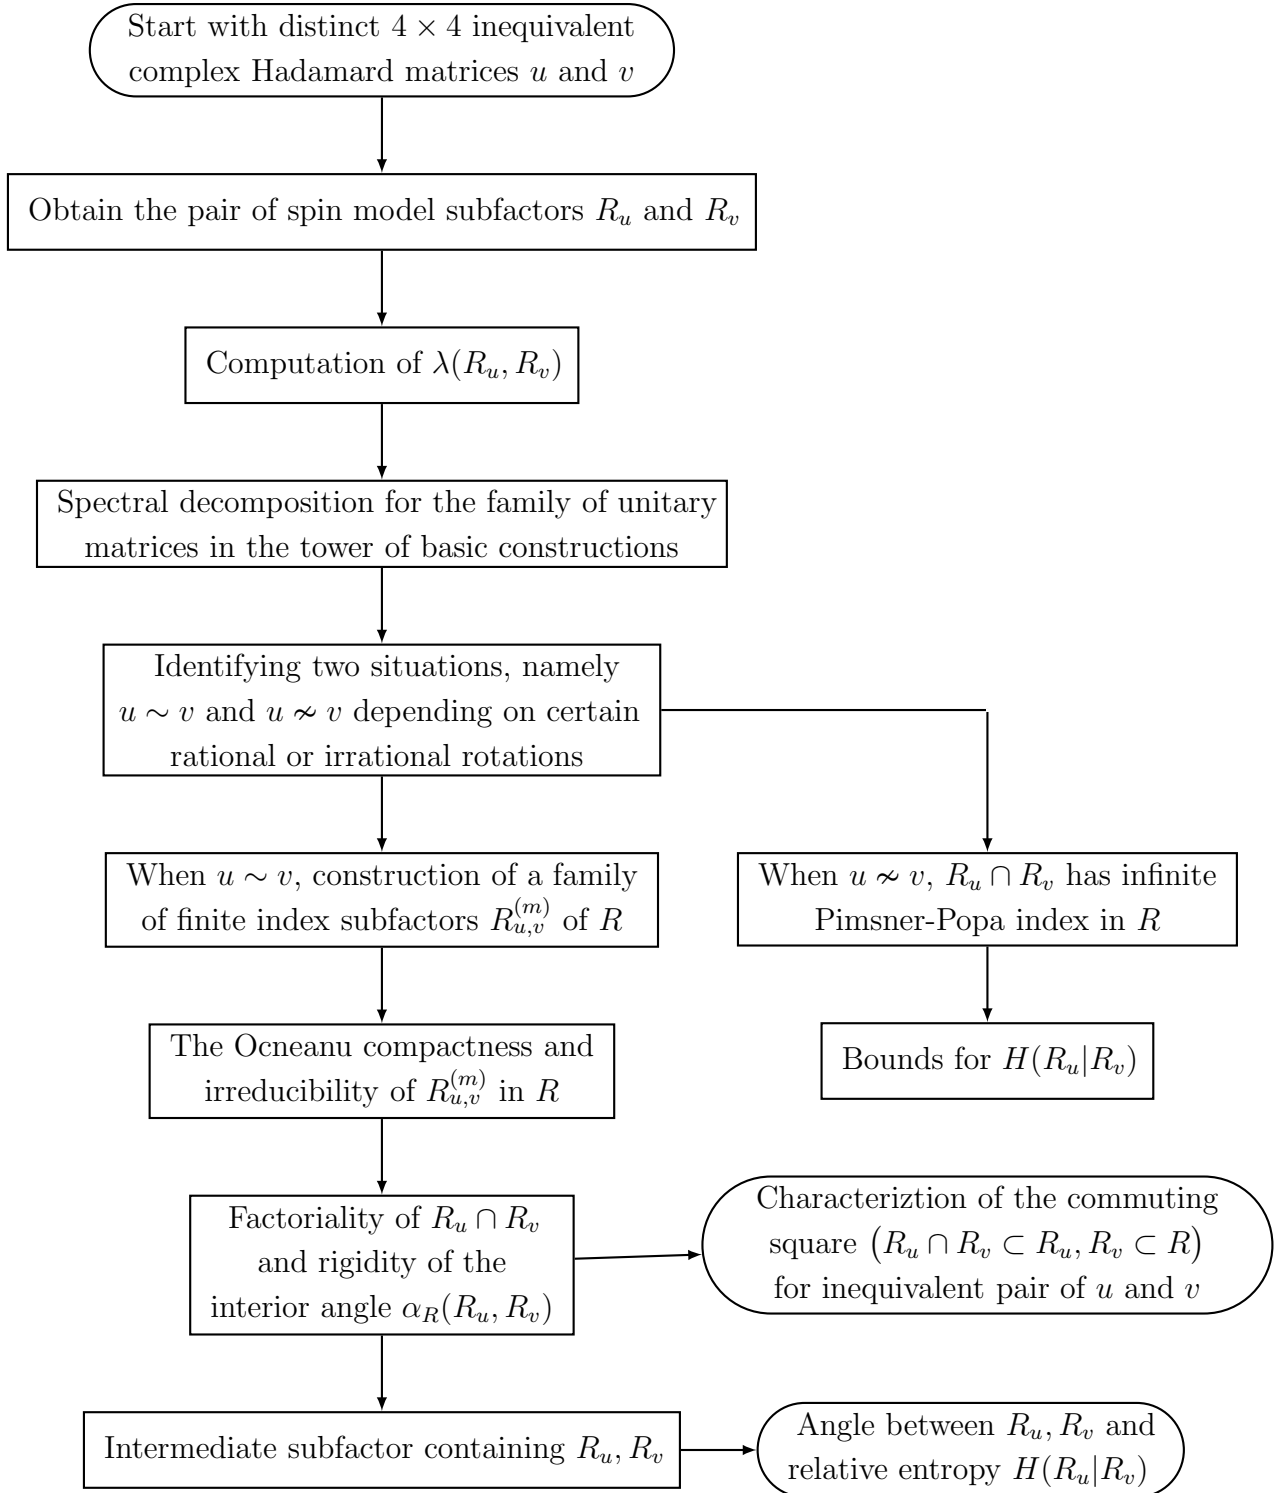 Start with distinct 4 × 4 inequivalent
complex Hadamard matrices u and v
Obtain the pair of spin model subfactors R_u and R_v
Computation of λ(R_u, R_v)
Spectral decomposition for the family of unitary
matrices in the tower of basic constructions
Identifying two situations, namely
u ∼ v and u ≁ v depending on certain
rational or irrational rotations
When u ∼ v, construction of a family
of finite index subfactors R_{u,v}^{(m)} of R
When u ≁ v, R_u ∩ R_v has infinite
Pimsner-Popa index in R
The Ocneanu compactness and
irreducibility of R_{u,v}^{(m)} in R
Bounds for H(R_u|R_v)
Factoriality of R_u ∩ R_v
and rigidity of the
interior angle α_R(R_u, R_v)
Characteriztion of the commuting
square (R_u ∩ R_v ⊂ R_u, R_v ⊂ R)
for inequivalent pair of u and v
Intermediate subfactor containing R_u, R_v
Angle between R_u, R_v and
relative entropy H(R_u|R_v)